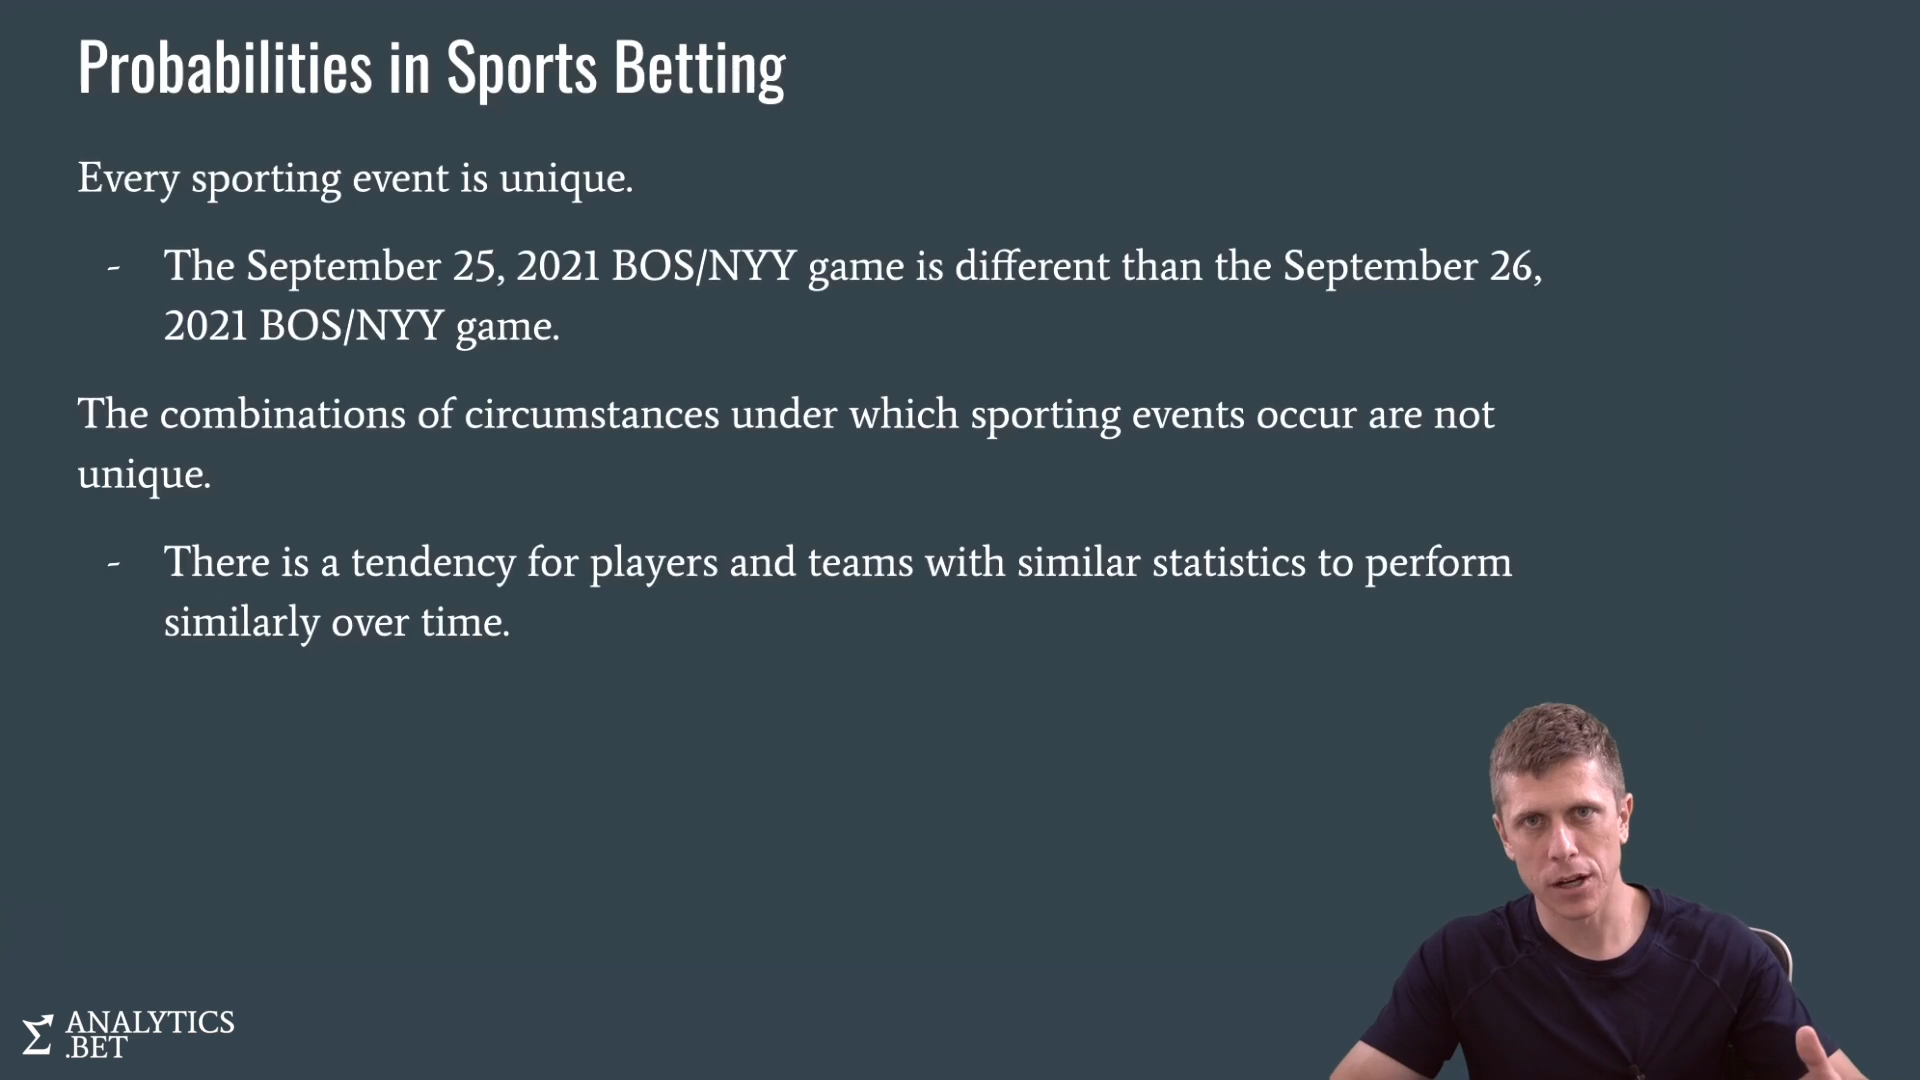 Probabilities in Sports Betting
Every sporting event is unique.
- The September 25, 2021 BOS/NYY game is different than the September 26,
2021 BOS/NYY game.
The combinations of circumstances under which sporting events occur are not
unique.
- There is a tendency for players and teams with similar statistics to perform
similarly over time.
ANALYTICS
.BET